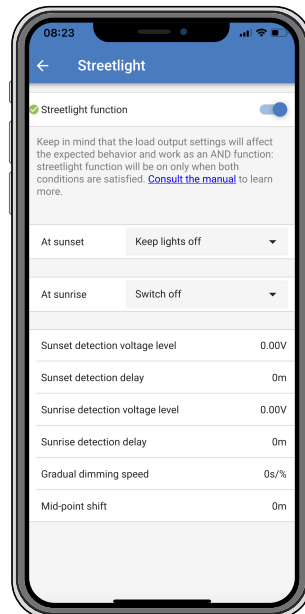 08:23
Streetlight
Streetlight function
Keep in mind that the load output settings will affect
the expected behavior and work as an AND function:
streetlight function will be on only when both
conditions are satisfied. Consult the manual to learn
more.
At sunset Keep lights off
At sunrise Switch off
Sunset detection voltage level 0.00V
Sunset detection delay 0m
Sunrise detection voltage level 0.00V
Sunrise detection delay 0m
Gradual dimming speed 0s/%
Mid-point shift 0m